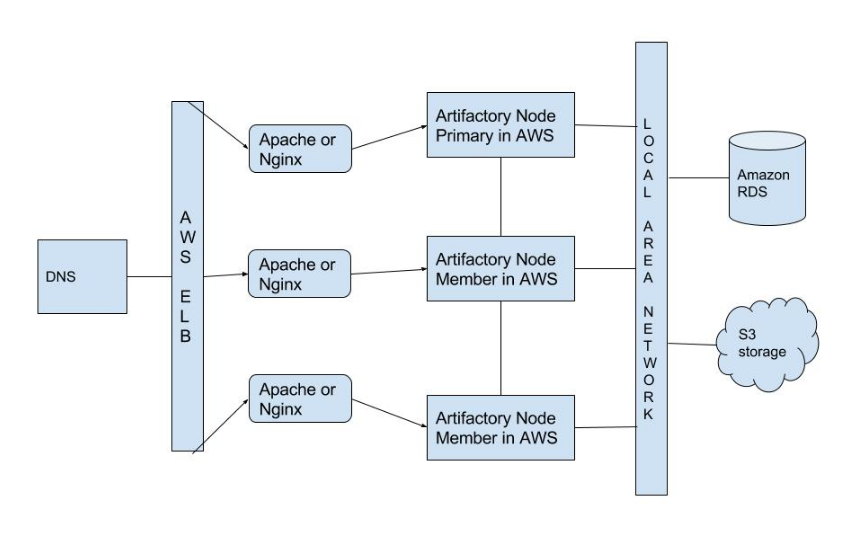 DNS
AWS ELB
Apache or
Nginx
Apache or
Nginx
Apache or
Nginx
Artifactory Node
Primary in AWS
Artifactory Node
Member in AWS
Artifactory Node
Member in AWS
LOCAL AREA NETWORK
Amazon
RDS
S3
storage